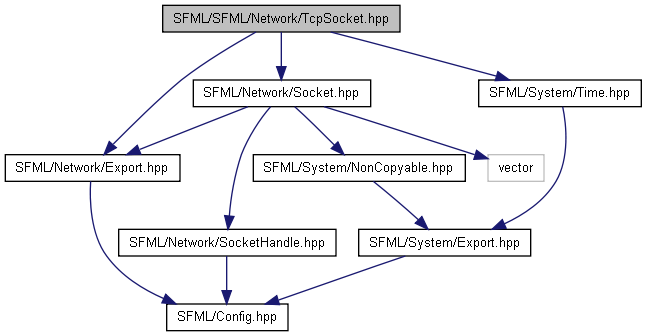 SFML/SFML/Network/TcpSocket.hpp
SFML/Network/Socket.hpp
SFML/System/Time.hpp
SFML/Network/Export.hpp
SFML/System/NonCopyable.hpp
vector
SFML/Network/SocketHandle.hpp
SFML/System/Export.hpp
SFML/Config.hpp